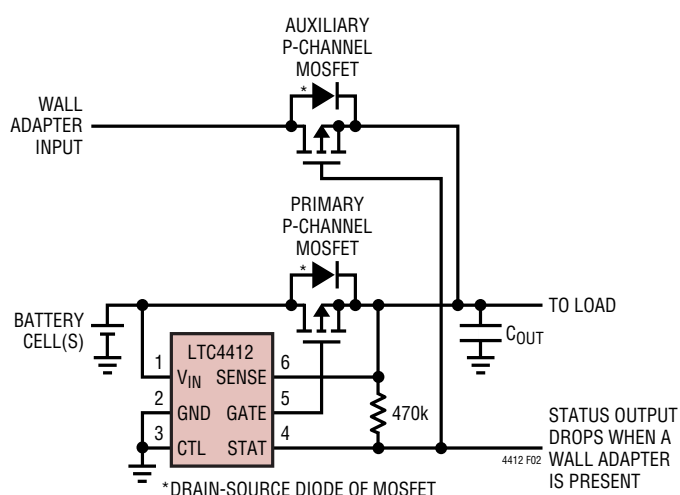 AUXILIARY
P-CHANNEL
MOSFET
*
WALL
ADAPTER
INPUT
PRIMARY
P-CHANNEL
MOSFET
*
TO LOAD
BATTERY
CELL(S)
COUT
LTC4412
1
VIN
SENSE
6
2
GND
GATE
5
3
CTL
STAT
4
470k
STATUS OUTPUT
DROPS WHEN A
WALL ADAPTER
IS PRESENT
4412 F02
*DRAIN-SOURCE DIODE OF MOSFET